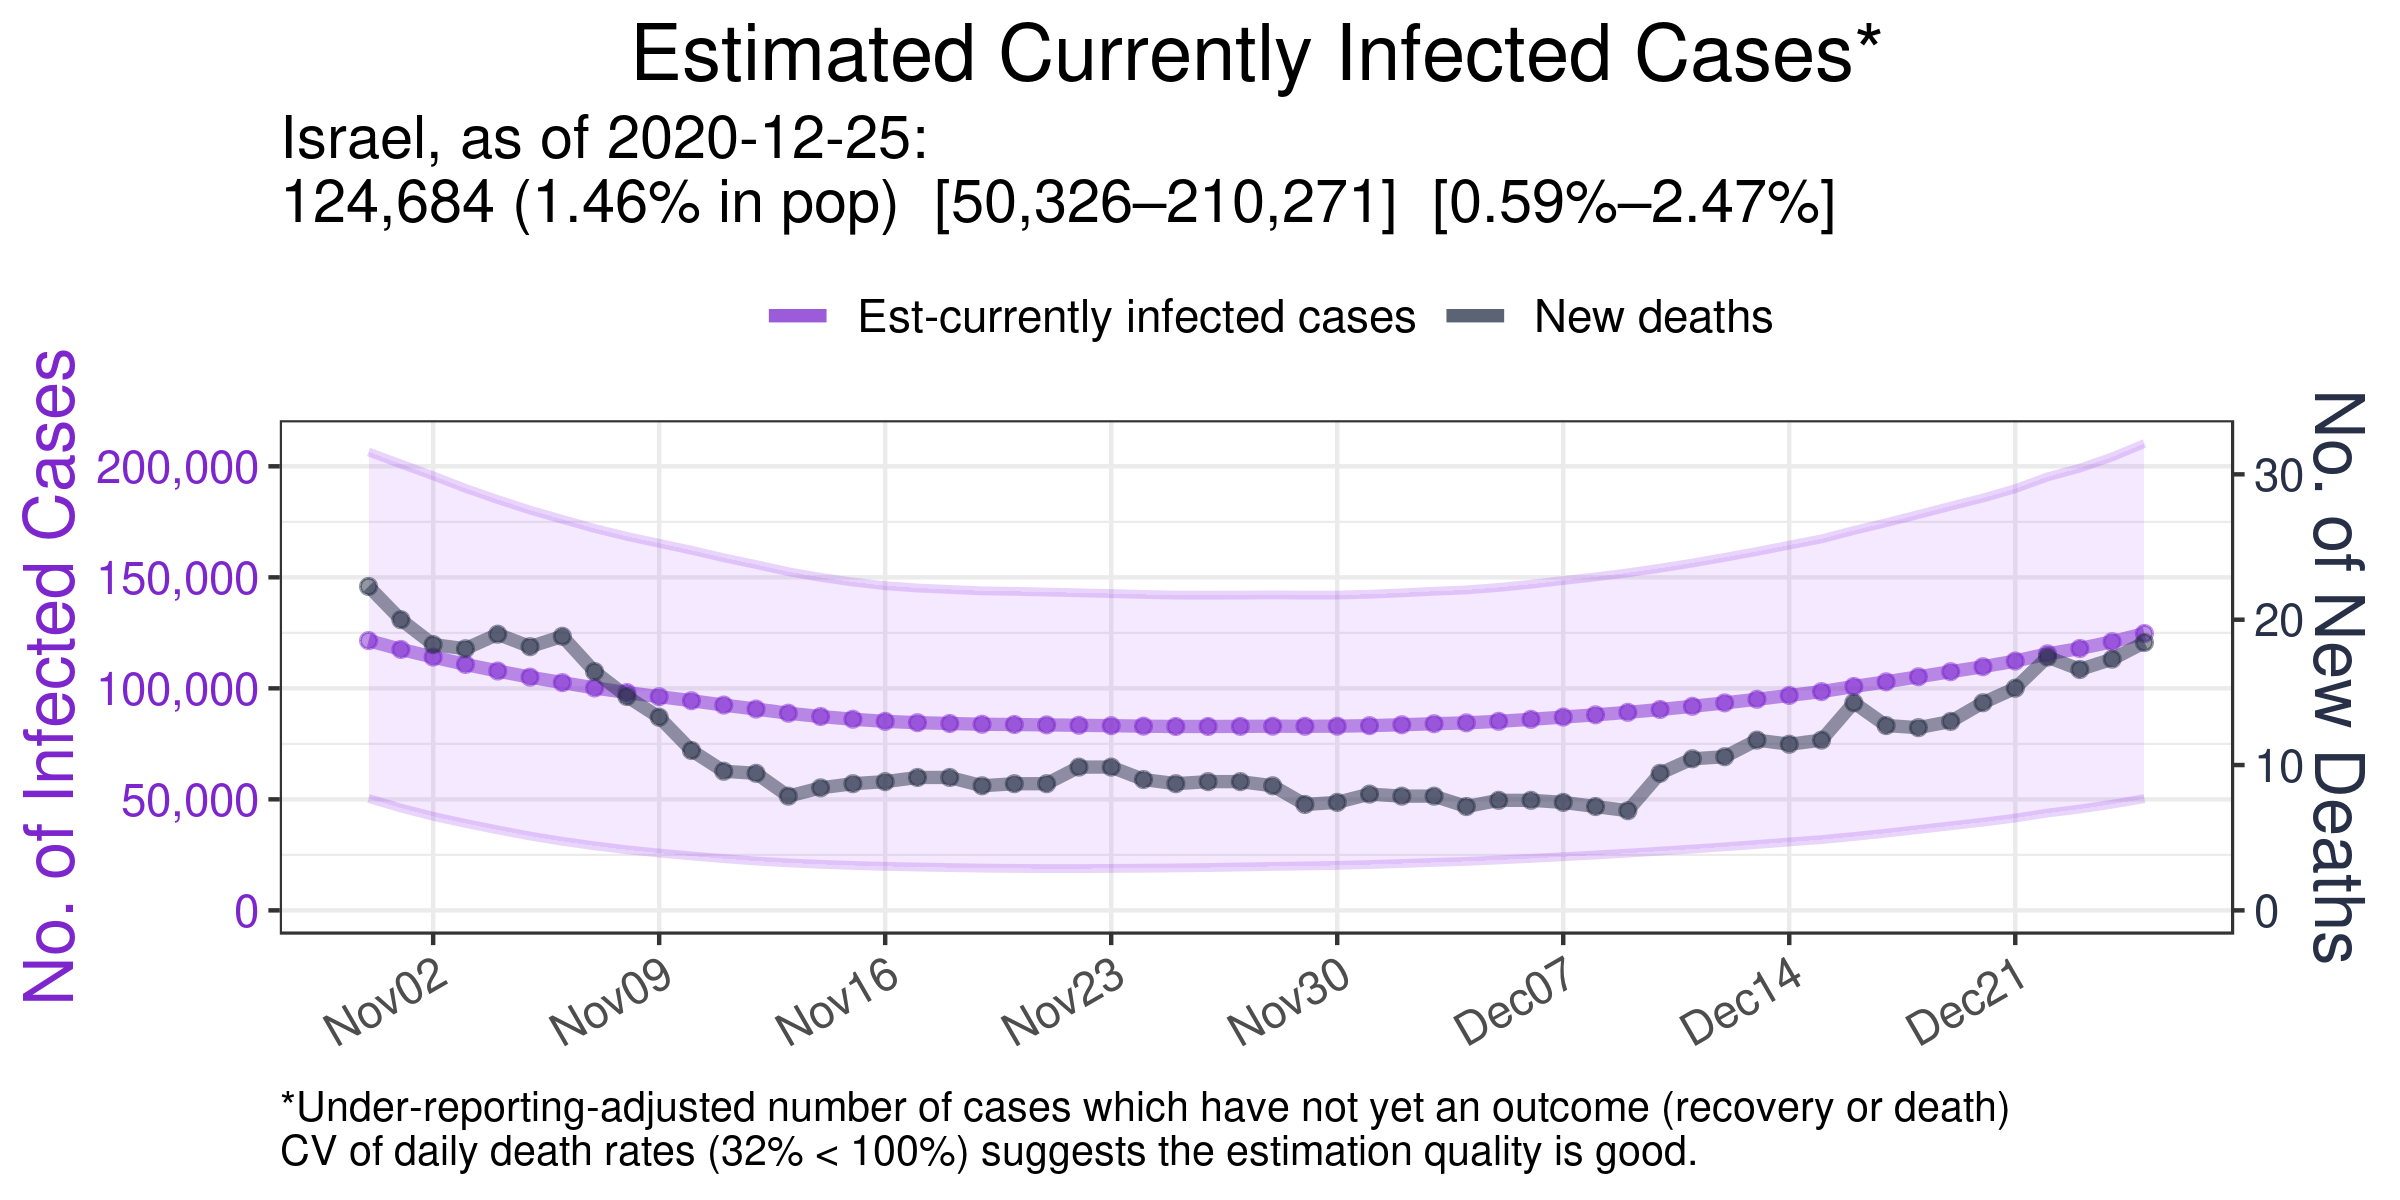 Estimated Currently Infected Cases*
Israel, as of 2020-12-25:
124,684 (1.46% in pop) [50,326–210,271] [0.59%–2.47%]
Est-currently infected cases
New deaths
No. of Infected Cases
200,000
150,000
100,000
50,000
0
No. of New Deaths
30
20
10
0
Nov02
Nov09
Nov16
Nov23
Nov30
Dec07
Dec14
Dec21
*Under-reporting-adjusted number of cases which have not yet an outcome (recovery or death)
CV of daily death rates (32% < 100%) suggests the estimation quality is good.